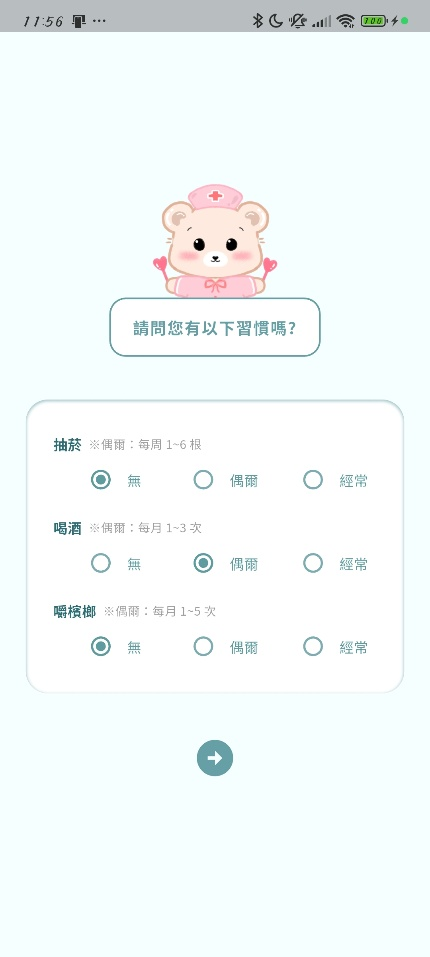 11:56
100
請問您有以下習慣嗎?
抽菸 ※偶爾：每周 1~6 根
無 偶爾 經常
喝酒 ※偶爾：每月 1~3 次
無 偶爾 經常
嚼檳榔 ※偶爾：每月 1~5 次
無 偶爾 經常